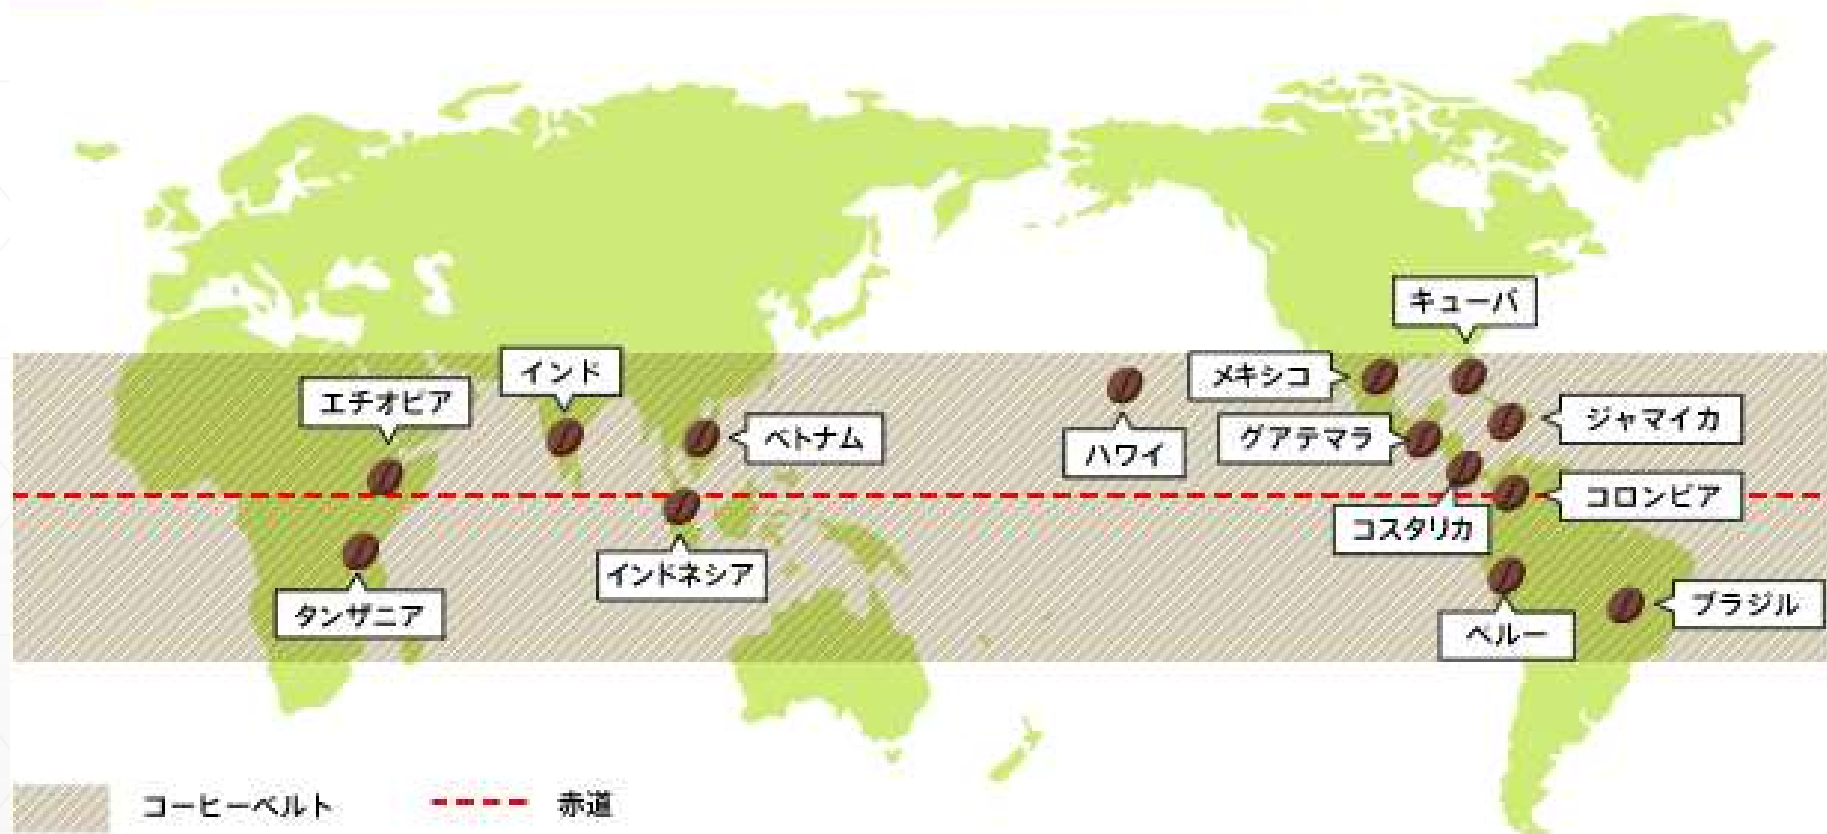 キューバ
インド
メキシコ
エチオピア
ジャマイカ
ベトナム
グアテマラ
ハワイ
コロンビア
コスタリカ
インドネシア
タンザニア
ブラジル
ペルー
コーヒーベルト
赤道